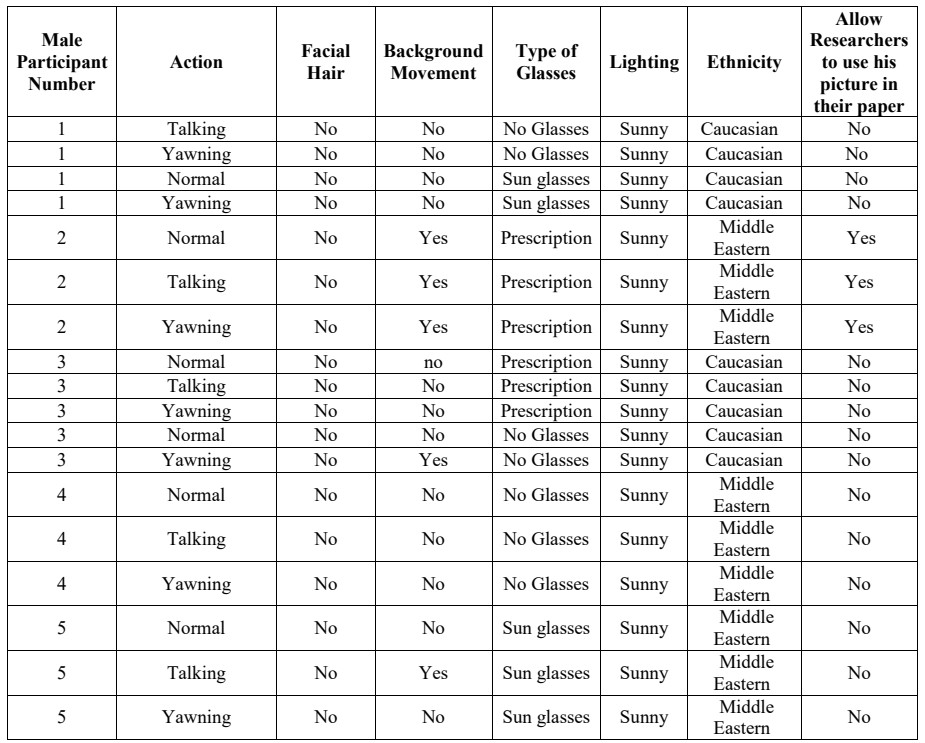 Male Participant Number Action Facial Hair Background Movement Type of Glasses Lighting Ethnicity Allow Researchers to use his picture in their paper
1 Talking No No No Glasses Sunny Caucasian No
1 Yawning No No No Glasses Sunny Caucasian No
1 Normal No No Sun glasses Sunny Caucasian No
1 Yawning No No Sun glasses Sunny Caucasian No
2 Normal No Yes Prescription Sunny Middle Eastern Yes
2 Talking No Yes Prescription Sunny Middle Eastern Yes
2 Yawning No Yes Prescription Sunny Middle Eastern Yes
3 Normal No no Prescription Sunny Caucasian No
3 Talking No No Prescription Sunny Caucasian No
3 Yawning No No Prescription Sunny Caucasian No
3 Normal No No No Glasses Sunny Caucasian No
3 Yawning No Yes No Glasses Sunny Caucasian No
4 Normal No No No Glasses Sunny Middle Eastern No
4 Talking No No No Glasses Sunny Middle Eastern No
4 Yawning No No No Glasses Sunny Middle Eastern No
5 Normal No No Sun glasses Sunny Middle Eastern No
5 Talking No Yes Sun glasses Sunny Middle Eastern No
5 Yawning No No Sun glasses Sunny Middle Eastern No